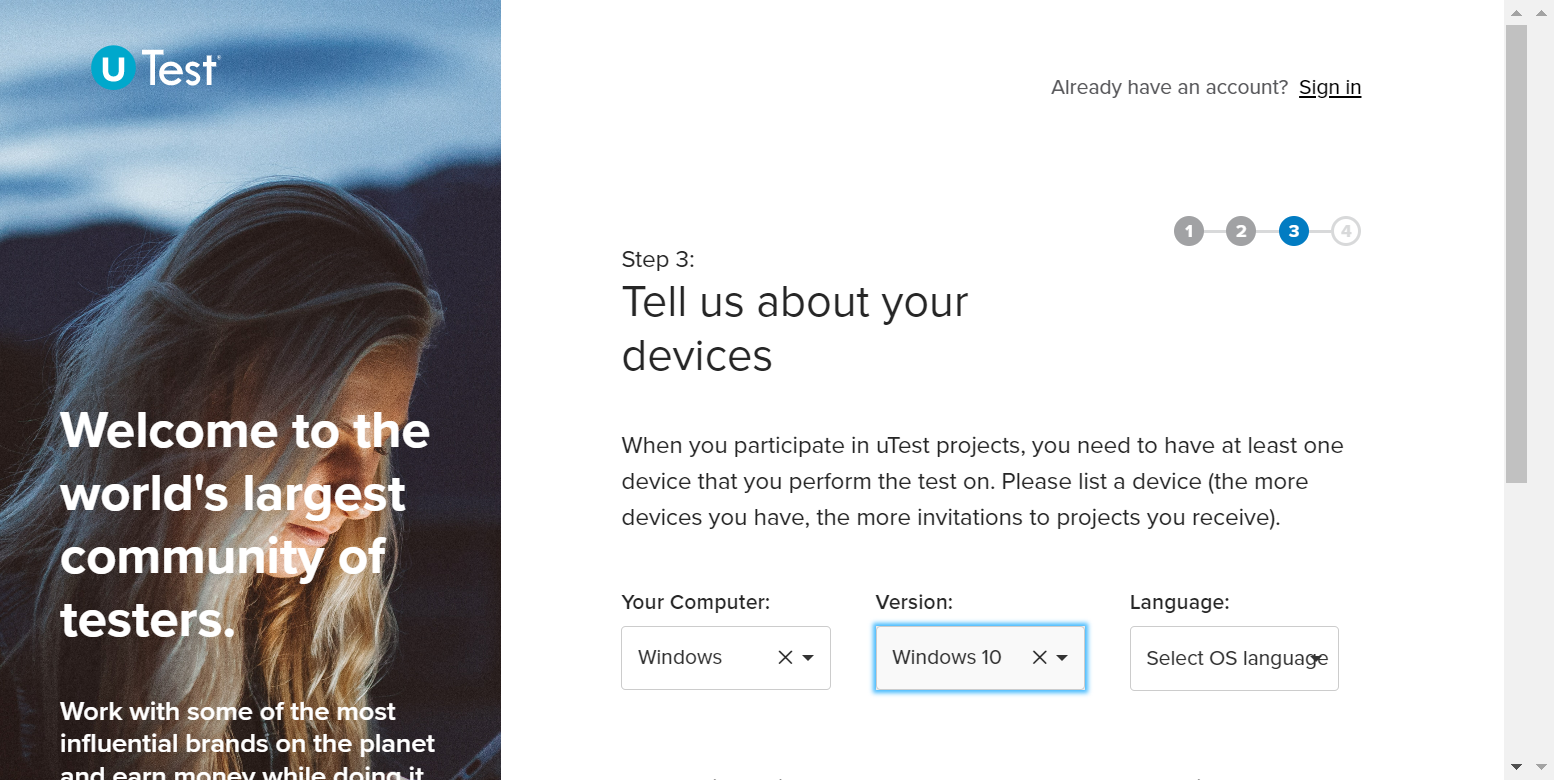 uTest
Already have an account? Sign in
1 2 3 4
Step 3:
Tell us about your
devices
When you participate in uTest projects, you need to have at least one
device that you perform the test on. Please list a device (the more
devices you have, the more invitations to projects you receive).
Your Computer: Version: Language:
Windows Windows 10 Select OS language
Welcome to the
world's largest
community of
testers.
Work with some of the most
influential brands on the planet
and earn money while doing it